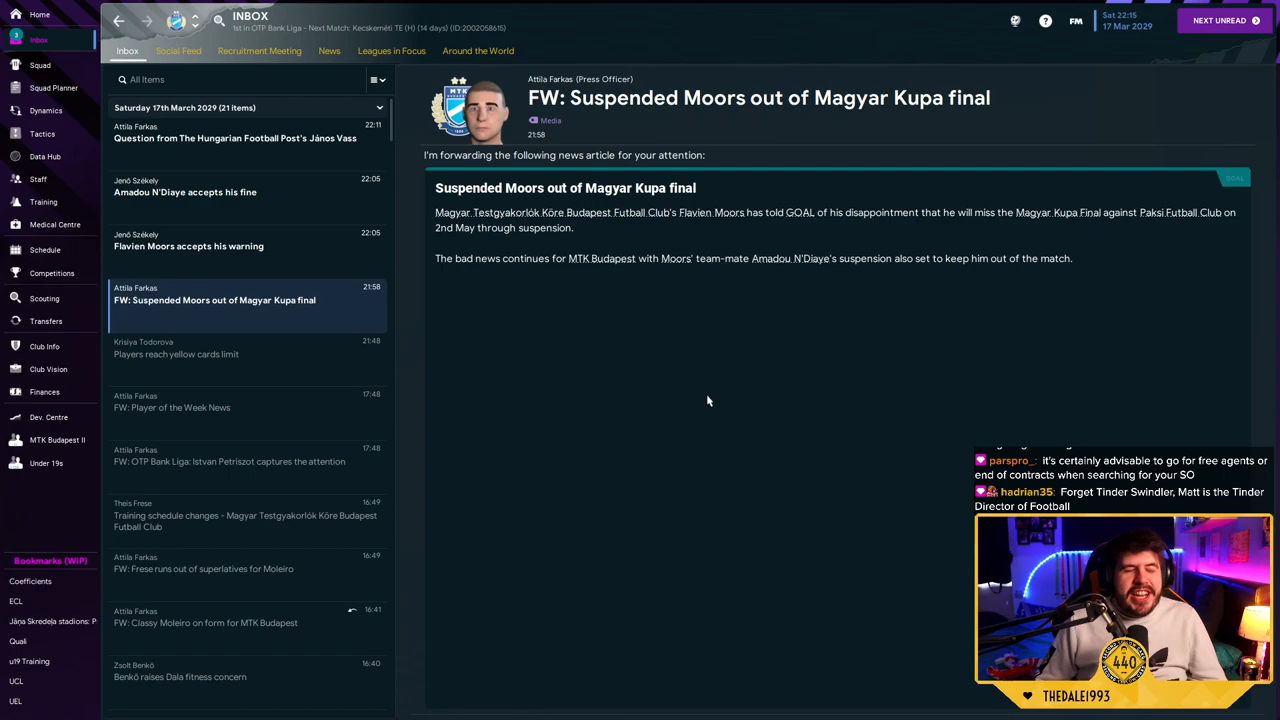 Home
INBOX
1st in OTP Bank Liga - Next Match: Kecskeméti TE (H) (14 days) (ID:2002058615)
FM
Sat 22:15
17 Mar 2029
NEXT UNREAD
3
Inbox
Inbox
Social Feed
Recruitment Meeting
News
Leagues in Focus
Around the World
Squad
Squad Planner
Dynamics
Tactics
Data Hub
Staff
Training
Medical Centre
Schedule
Competitions
Scouting
Transfers
Club Info
Club Vision
Finances
Dev. Centre
MTK Budapest II
Under 19s
Bookmarks (WiP)
Coefficients
ECL
Jāņa Skredeļa stadions: P
Quali
u19 Training
UCL
UEL
All Items
Saturday 17th March 2029 (21 items)
Attila Farkas 22:11
Question from The Hungarian Football Post's János Vass
Jenő Székely 22:05
Amadou N'Diaye accepts his fine
Jenő Székely 22:05
Flavien Moors accepts his warning
Attila Farkas 21:58
FW: Suspended Moors out of Magyar Kupa final
Krisiya Todorova 21:48
Players reach yellow cards limit
Attila Farkas 17:48
FW: Player of the Week News
Attila Farkas 17:48
FW: OTP Bank Liga: Istvan Petriszot captures the attention
Theis Frese 16:49
Training schedule changes - Magyar Testgyakorlók Köre Budapest
Futball Club
Attila Farkas 16:49
FW: Frese runs out of superlatives for Moleiro
Attila Farkas 16:41
FW: Classy Moleiro on form for MTK Budapest
Zsolt Benkő 16:40
Benkő raises Dala fitness concern
MTK
Attila Farkas (Press Officer)
FW: Suspended Moors out of Magyar Kupa final
Media
21:58
I'm forwarding the following news article for your attention:
GOAL
Suspended Moors out of Magyar Kupa final
Magyar Testgyakorlók Köre Budapest Futball Club's Flavien Moors has told GOAL of his disappointment that he will miss the Magyar Kupa Final against Paksi Futball Club on
2nd May through suspension.
The bad news continues for MTK Budapest with Moors' team-mate Amadou N'Diaye's suspension also set to keep him out of the match.
parspro_: it's certainly advisable to go for free agents or
end of contracts when searching for your SO
hadrian35: Forget Tinder Swindler, Matt is the Tinder
Director of Football
440
THEDALE1993